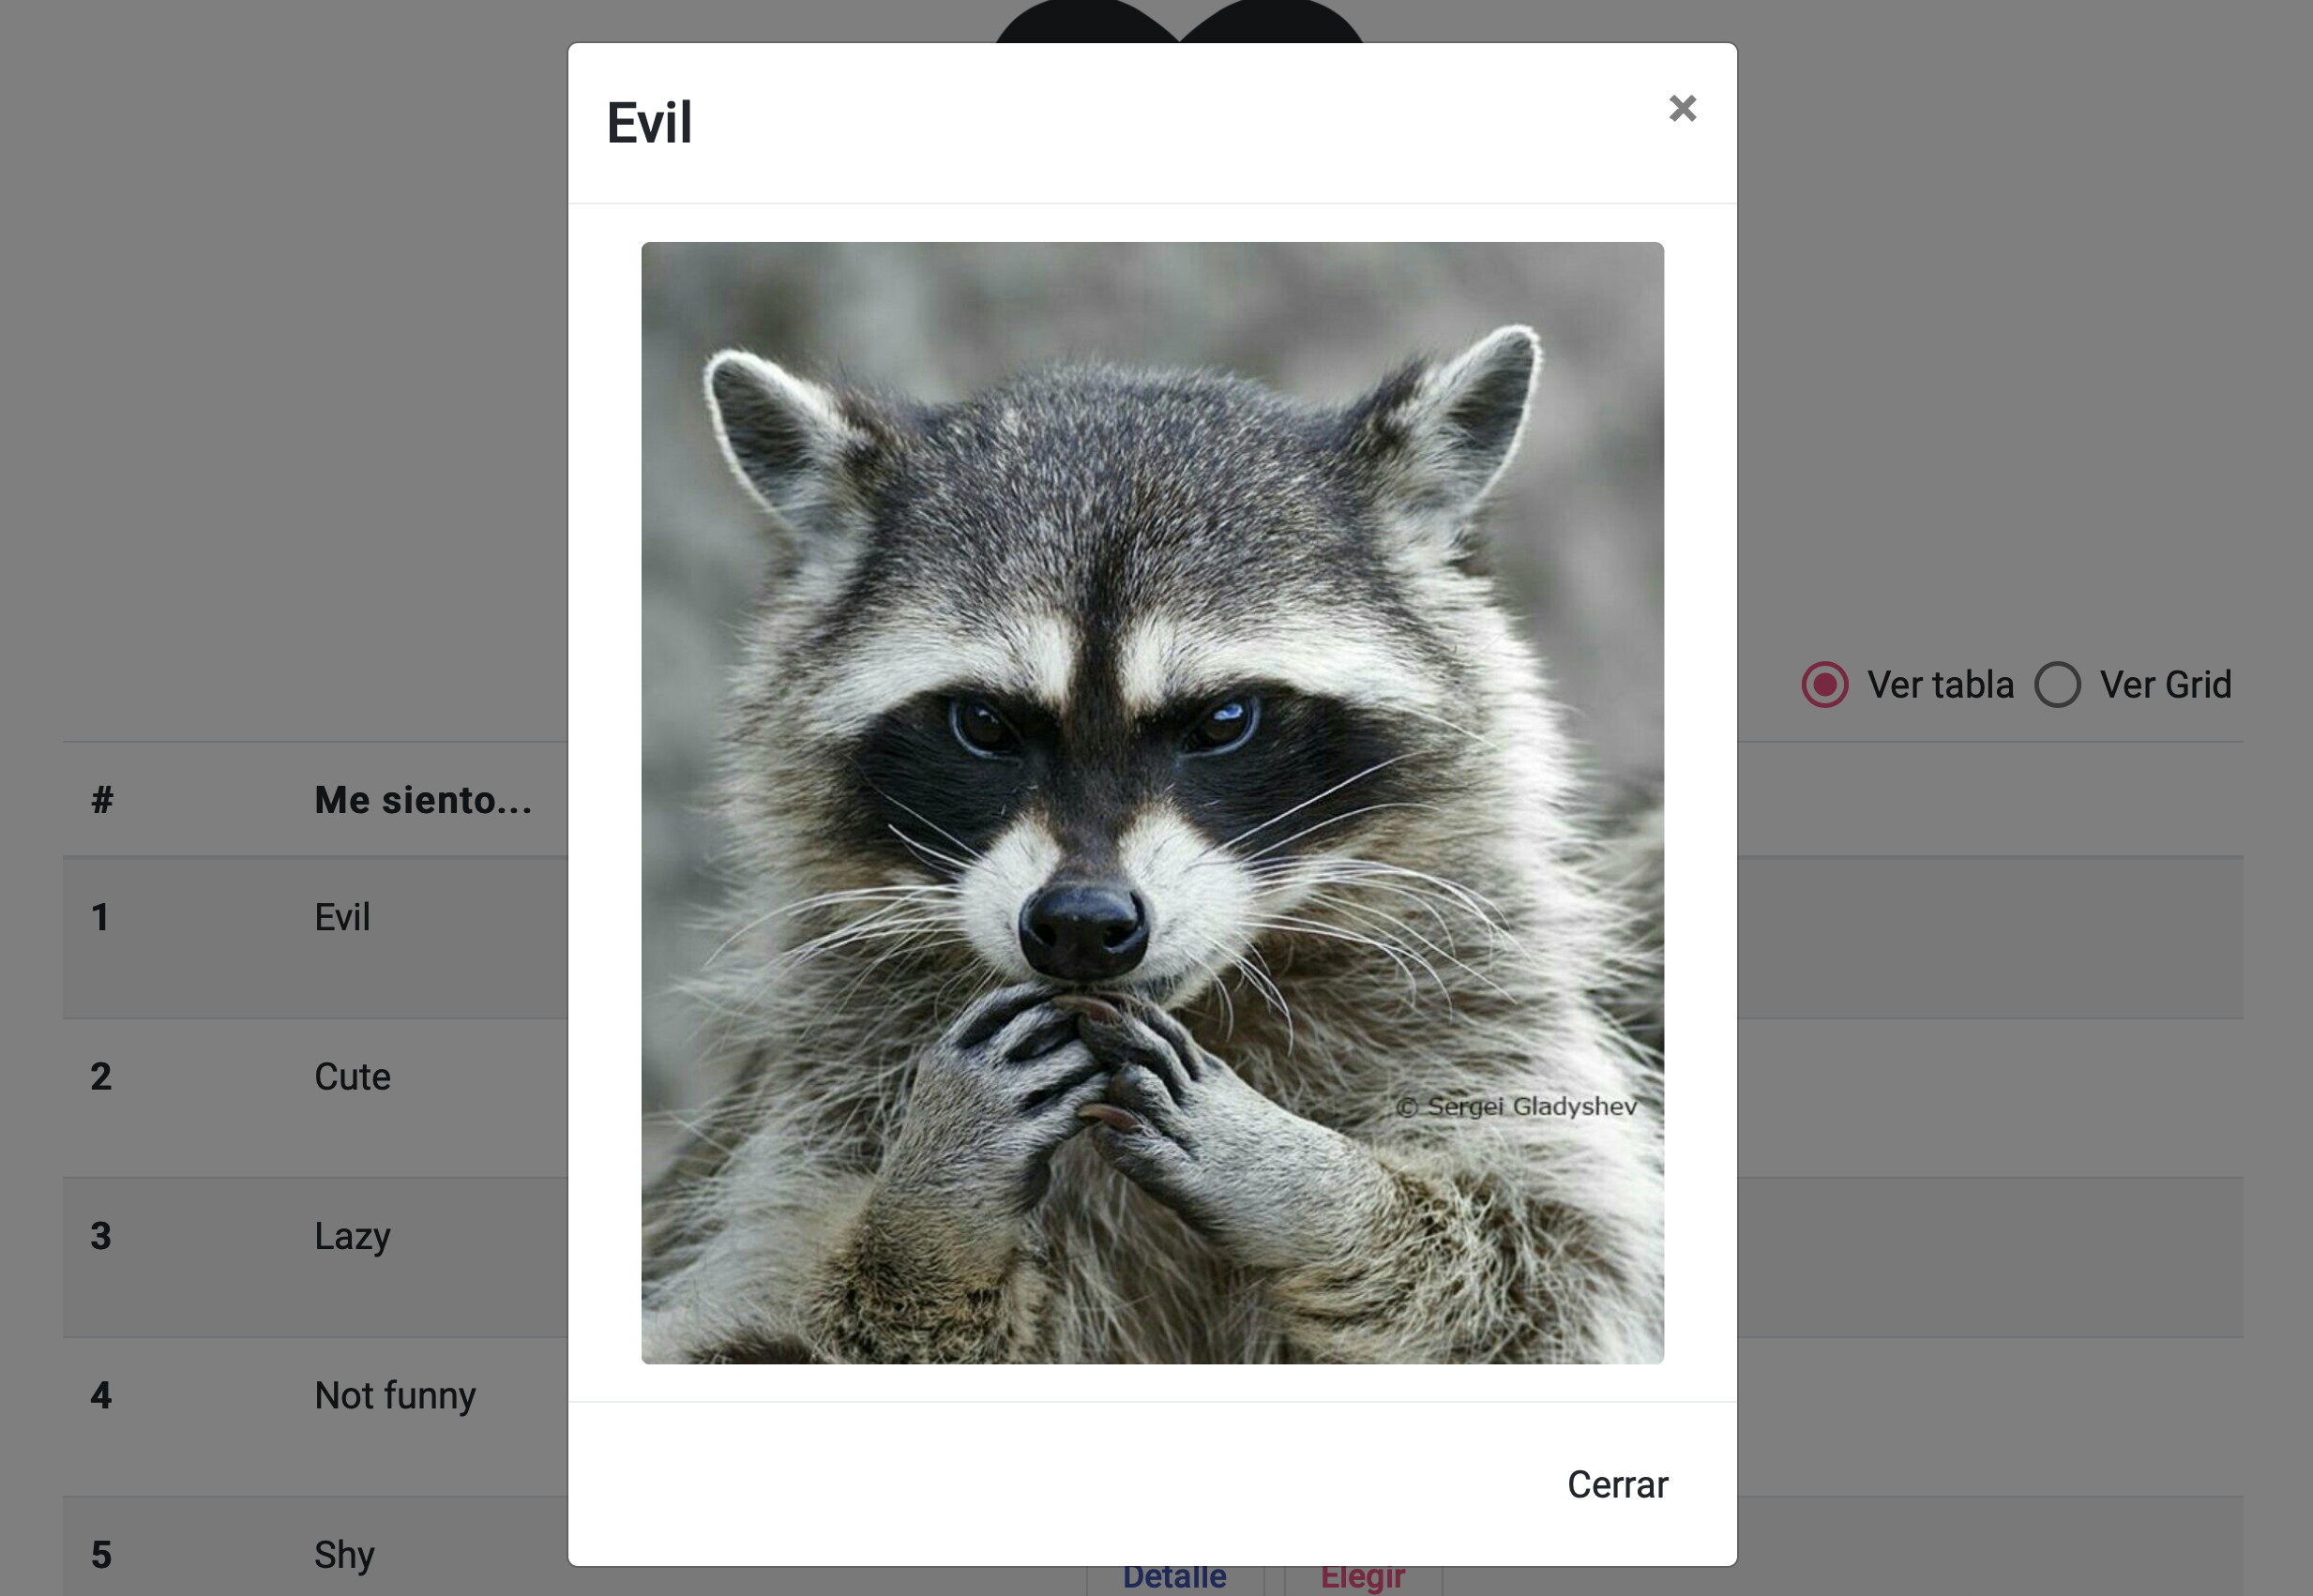 Evil
×
© Sergei Gladyshev
Cerrar
Ver tabla Ver Grid
# Me siento...
1 Evil
2 Cute
3 Lazy
4 Not funny
5 Shy
Detalle Elegir